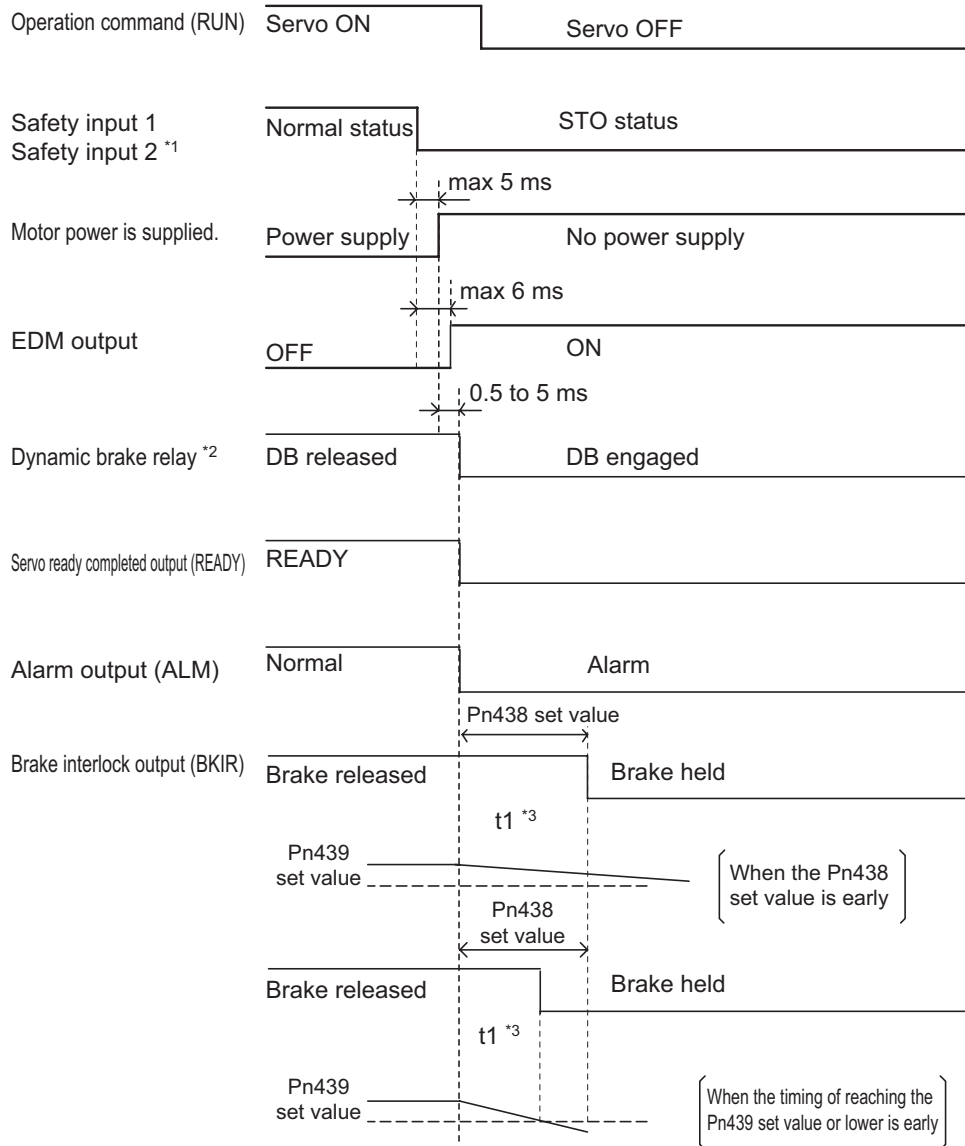 Operation command (RUN)
Servo ON
Servo OFF
Safety input 1
Safety input 2 *1
Normal status
STO status
max 5 ms
Motor power is supplied.
Power supply
No power supply
max 6 ms
EDM output
OFF
ON
0.5 to 5 ms
Dynamic brake relay *2
DB released
DB engaged
Servo ready completed output (READY)
READY
Alarm output (ALM)
Normal
Alarm
Pn438 set value
Brake interlock output (BKIR)
Brake released
Brake held
t1 *3
Pn439
set value
When the Pn438
set value is early
Pn438
set value
Brake released
Brake held
t1 *3
Pn439
set value
When the timing of reaching the
Pn439 set value or lower is early